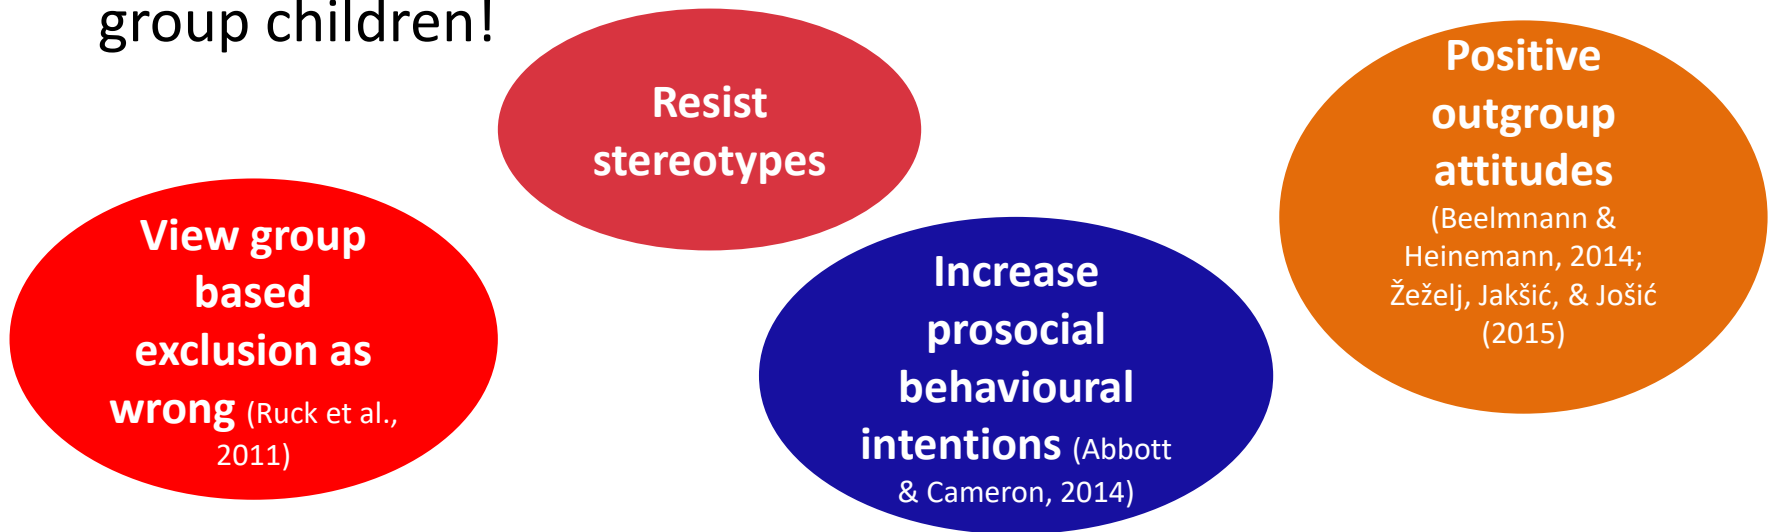 group children!
Resist
stereotypes
Positive
outgroup
attitudes
(Beelmnann &
Heinemann, 2014;
Žeželj, Jakšić, & Jošić
(2015)
View group
based
exclusion as
wrong (Ruck et al.,
2011)
Increase
prosocial
behavioural
intentions (Abbott
& Cameron, 2014)